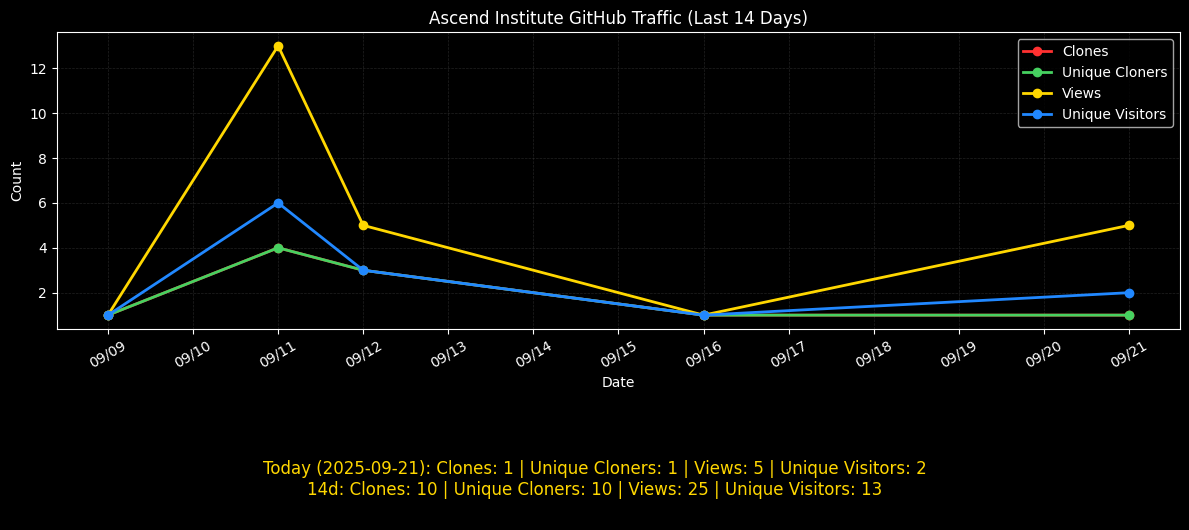 Ascend Institute GitHub Traffic (Last 14 Days)
Clones
Unique Cloners
Views
Unique Visitors
Count
12
10
8
6
4
2
09/09
09/10
09/11
09/12
09/13
09/14
09/15
09/16
09/17
09/18
09/19
09/20
09/21
Date
Today (2025-09-21): Clones: 1 | Unique Cloners: 1 | Views: 5 | Unique Visitors: 2
14d: Clones: 10 | Unique Cloners: 10 | Views: 25 | Unique Visitors: 13